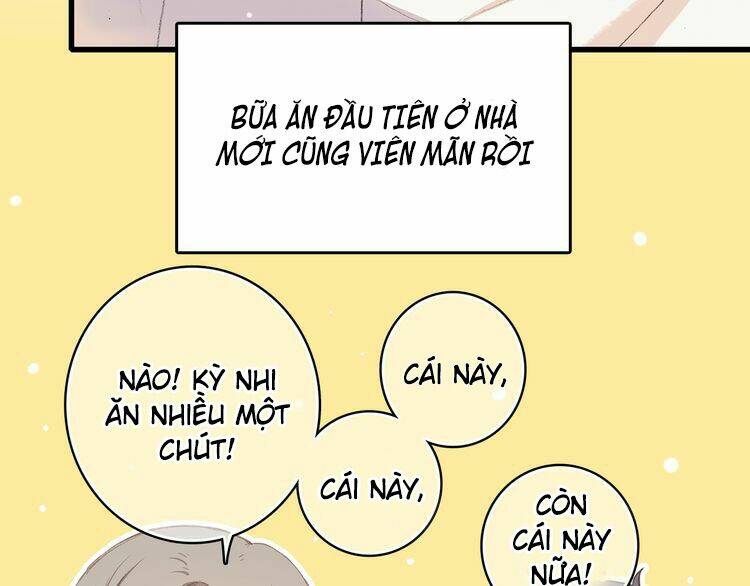 BỮA ĂN ĐẦU TIÊN Ở NHÀ
MỚI CŨNG VIÊN MÃN RỒI
NÀO! KỲ NHI
ĂN NHIỀU MỘT
CHÚT!
CÁI NÀY,
CÁI NÀY,
CÒN
CÁI NÀY
NỮA!